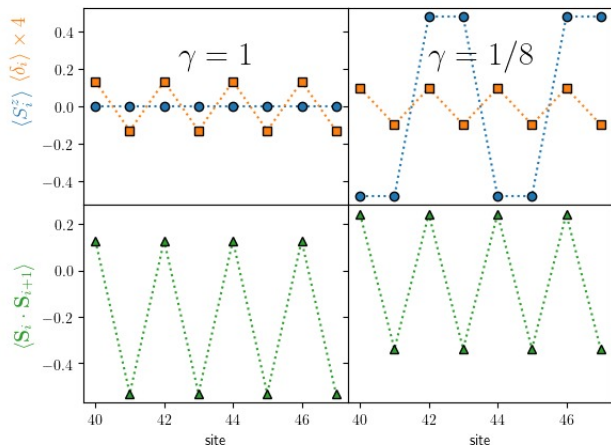 ⟨S_i^z⟩ ⟨δ_i⟩ × 4
0.4
0.2
0.0
−0.2
−0.4
γ = 1
γ = 1/8
⟨S_i · S_{i+1}⟩
0.2
0.0
−0.2
−0.4
40 42 44 46
site
40 42 44 46
site